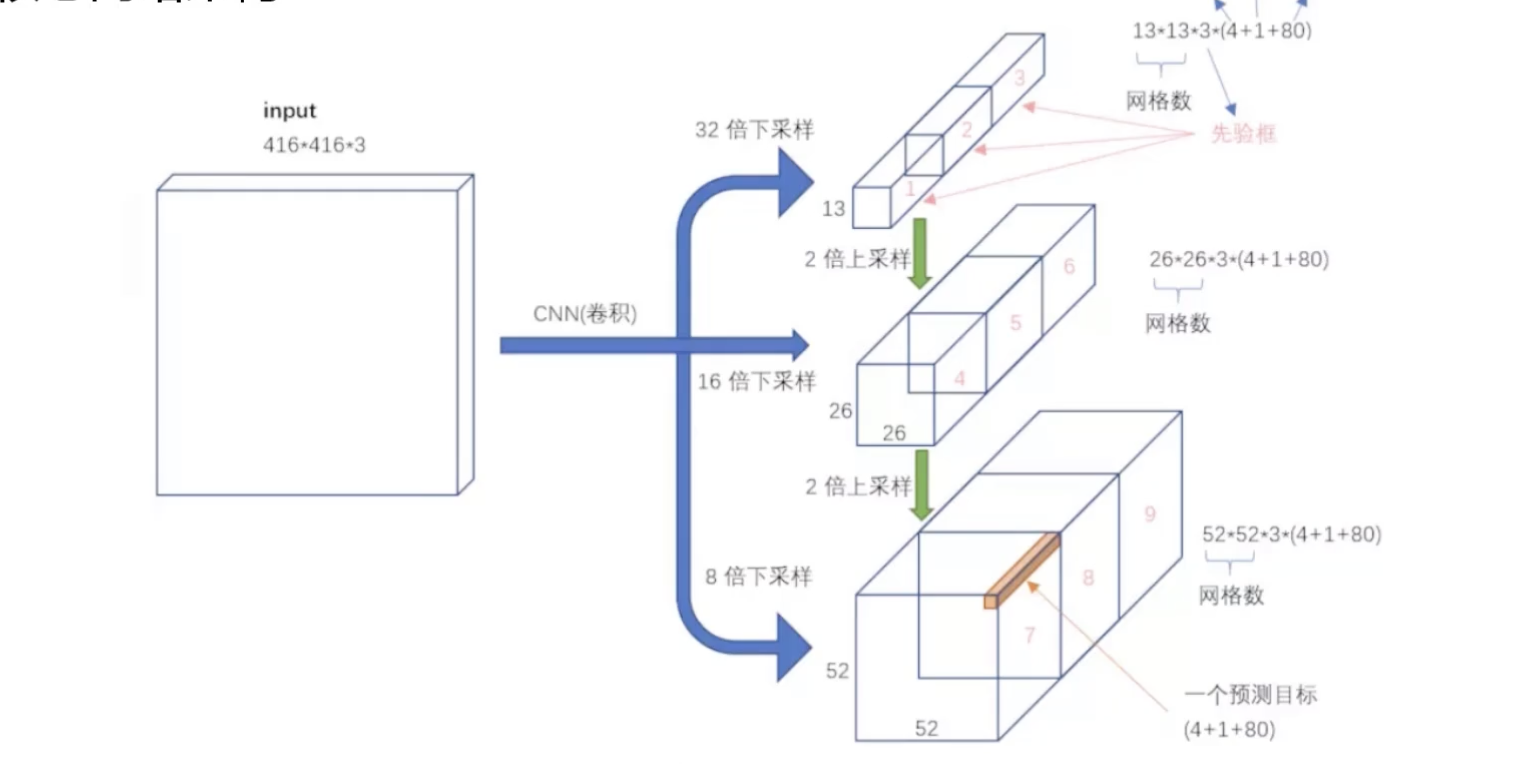 input
416*416*3
CNN(卷积)
32 倍下采样
16 倍下采样
8 倍下采样
13
1
2
3
13*13*3*(4+1+80)
网格数
先验框
2 倍上采样
26
26
4
5
6
26*26*3*(4+1+80)
网格数
2 倍上采样
52
52
7
8
9
52*52*3*(4+1+80)
网格数
一个预测目标
(4+1+80)